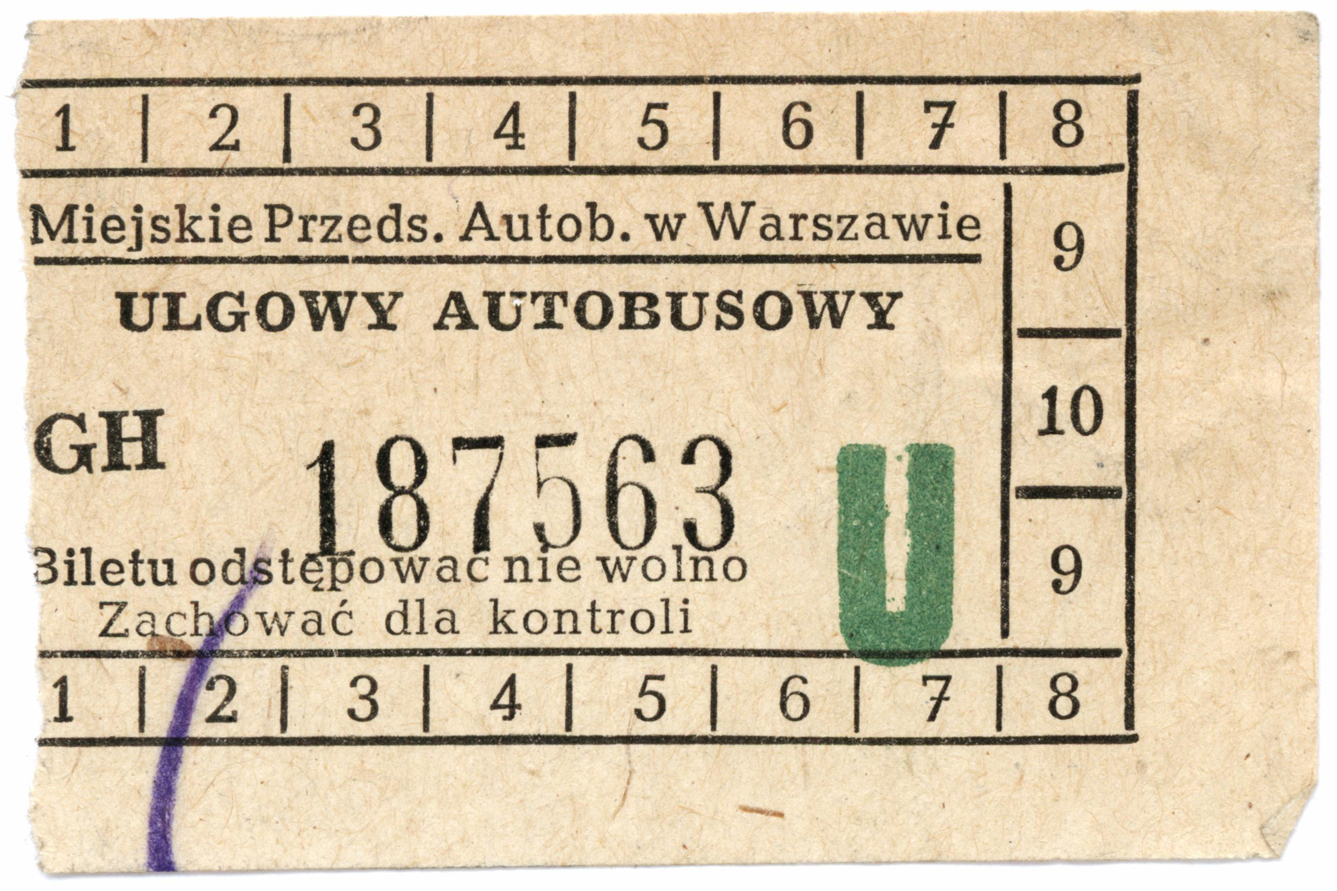 1 | 2 | 3 | 4 | 5 | 6 | 7 | 8
Miejskie Przeds. Autob. w Warszawie
9
ULGOWY AUTOBUSOWY
10
GH
187563
U
Biletu odstępowac nie wolno
9
Zachować dla kontroli
1 | 2 | 3 | 4 | 5 | 6 | 7 | 8